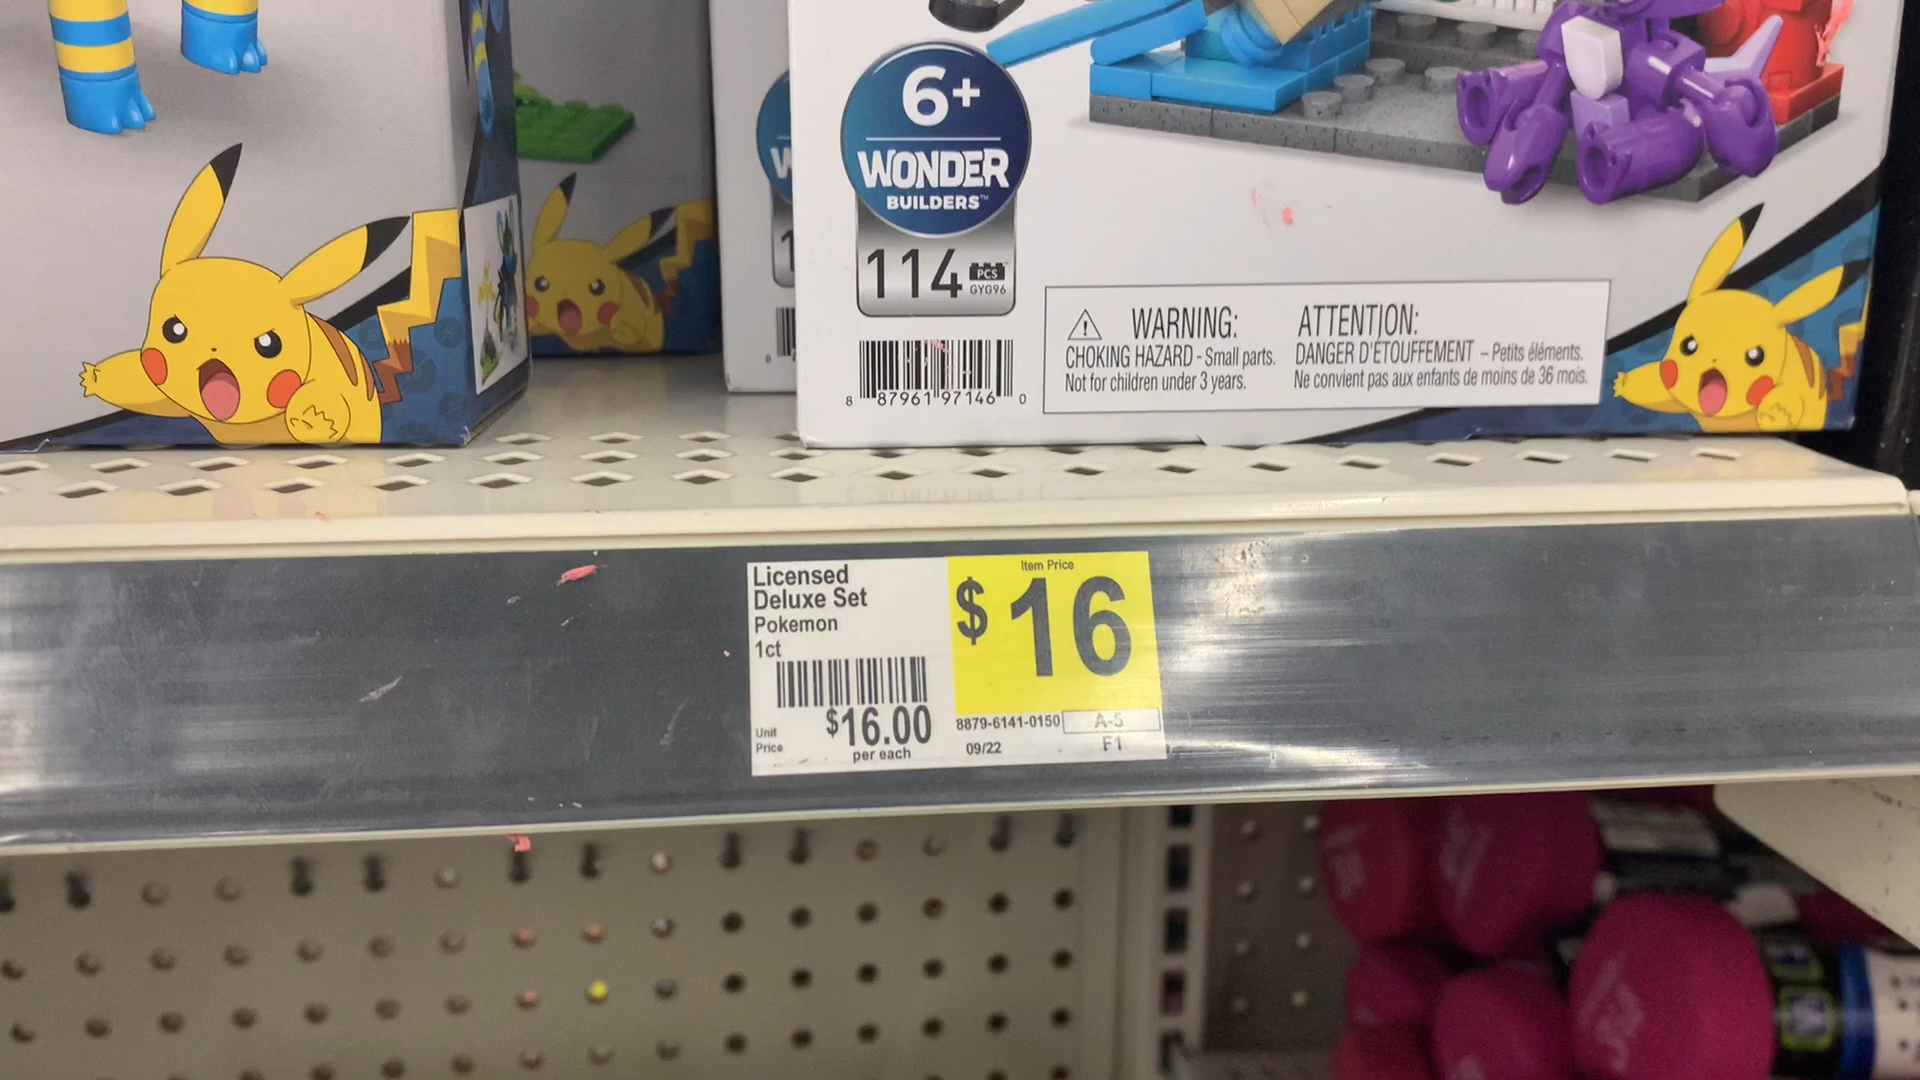 6+
WONDER
BUILDERS™
114 PCS
GYG96
8 87961 97146 0
WARNING:
CHOKING HAZARD - Small parts.
Not for children under 3 years.
ATTENTION:
DANGER D'ÉTOUFFEMENT – Petits éléments.
Ne convient pas aux enfants de moins de 36 mois.
Licensed
Deluxe Set
Pokemon
1ct
Unit
Price
$16.00
per each
Item Price
$16
8879-6141-0150
A-5
09/22
F1